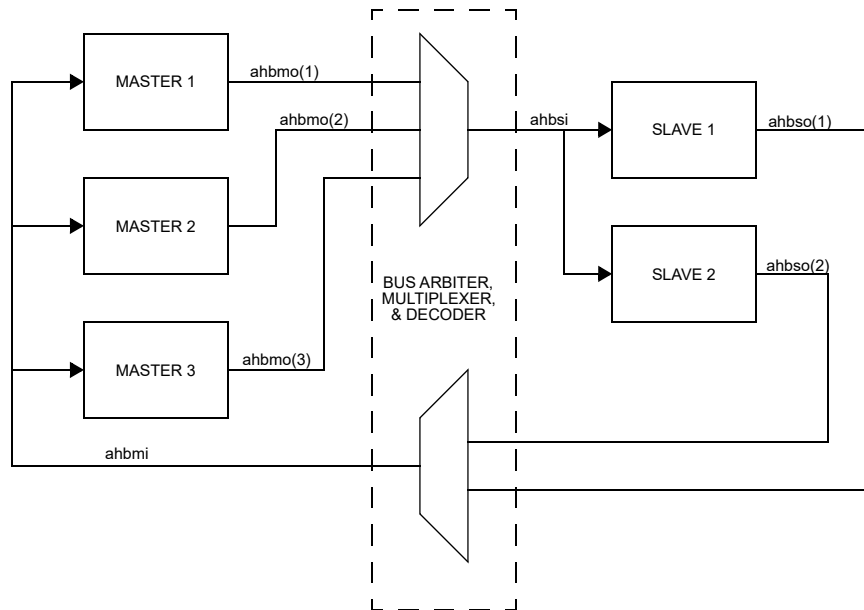 MASTER 1
ahbmo(1)
ahbmo(2)
ahbsi
SLAVE 1
ahbso(1)
MASTER 2
SLAVE 2
ahbso(2)
BUS ARBITER,
MULTIPLEXER,
& DECODER
MASTER 3
ahbmo(3)
ahbmi